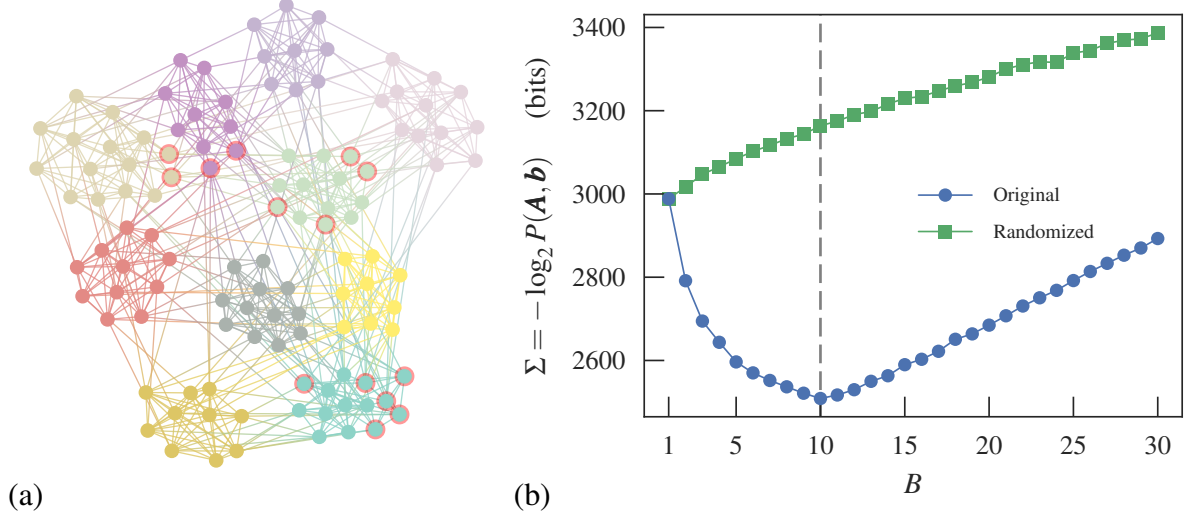 (a)
(b)
Σ = −log₂ P(A, b)    (bits)
3400
3200
3000
2800
2600
Original
Randomized
1 5 10 15 20 25 30
B